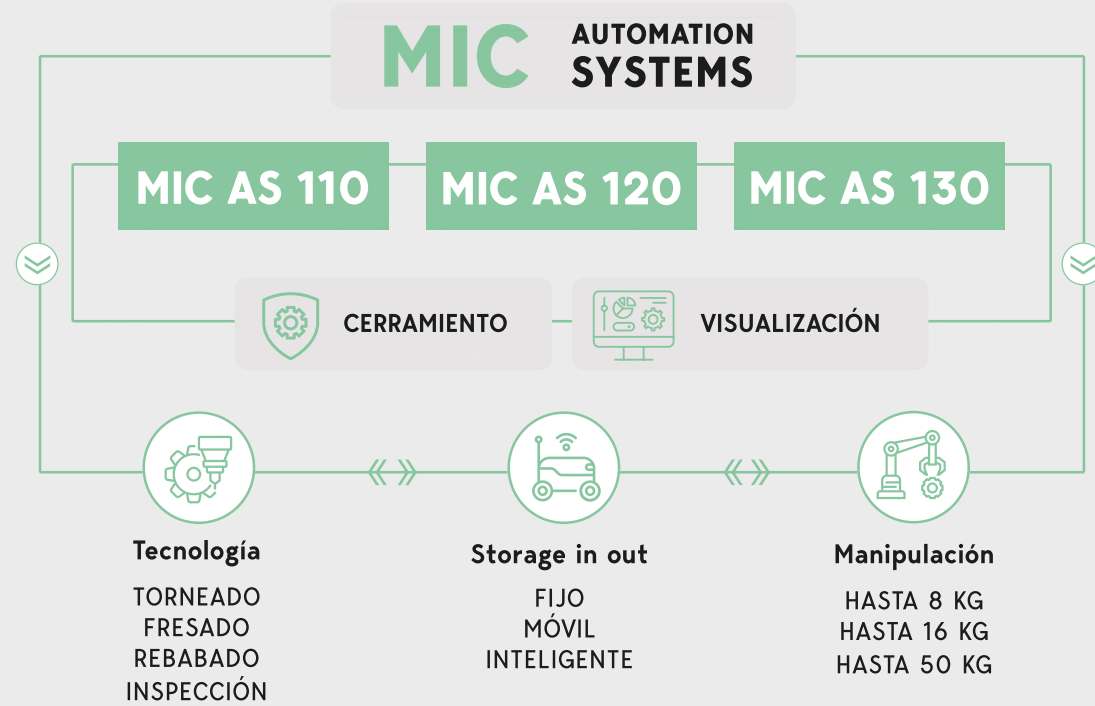 MIC
AUTOMATION
SYSTEMS
MIC AS 110
MIC AS 120
MIC AS 130
CERRAMIENTO
VISUALIZACIÓN
Tecnología
TORNEADO
FRESADO
REBABADO
INSPECCIÓN
Storage in out
FIJO
MÓVIL
INTELIGENTE
Manipulación
HASTA 8 KG
HASTA 16 KG
HASTA 50 KG